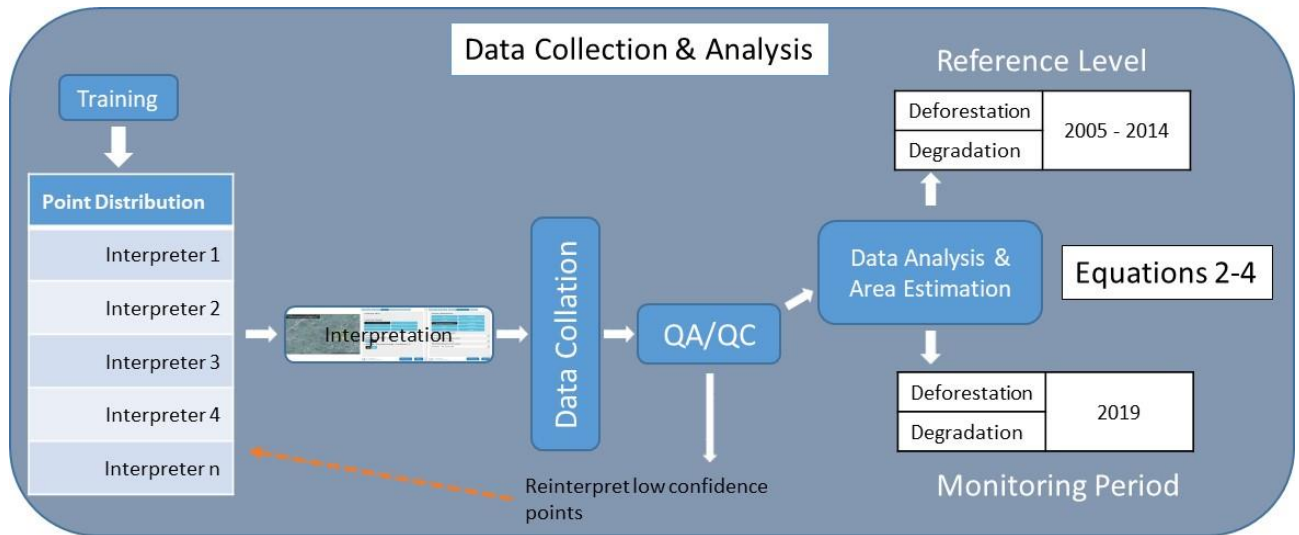 Data Collection & Analysis
Training
Point Distribution
Interpreter 1
Interpreter 2
Interpreter 3
Interpreter 4
Interpreter n
Interpretation
Data Collation
QA/QC
Reinterpret low confidence
points
Data Analysis &
Area Estimation
Equations 2-4
Reference Level
Deforestation
Degradation
2005 - 2014
Deforestation
Degradation
2019
Monitoring Period